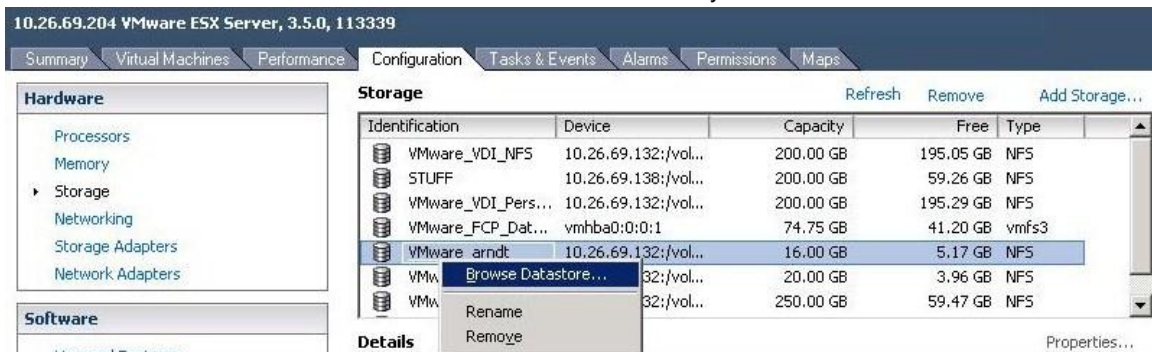 10.26.69.204 VMware ESX Server, 3.5.0, 113339
Summary Virtual Machines Performance Configuration Tasks & Events Alarms Permissions Maps
Hardware
Processors
Memory
Storage
Networking
Storage Adapters
Network Adapters
Software
Storage Refresh Remove Add Storage...
Identification Device Capacity Free Type
VMware_VDI_NFS 10.26.69.132:/vol... 200.00 GB 195.05 GB NFS
STUFF 10.26.69.138:/vol... 200.00 GB 59.26 GB NFS
VMware_VDI_Pers... 10.26.69.132:/vol... 200.00 GB 195.29 GB NFS
VMware_FCP_Dat... vmhba0:0:0:1 74.75 GB 41.20 GB vmfs3
VMware_arndt 10.26.69.132:/vol... 16.00 GB 5.17 GB NFS
VMw 32:/vol... 20.00 GB 3.96 GB NFS
VMw 32:/vol... 250.00 GB 59.47 GB NFS
Browse Datastore...
Rename
Remove
Details Properties...